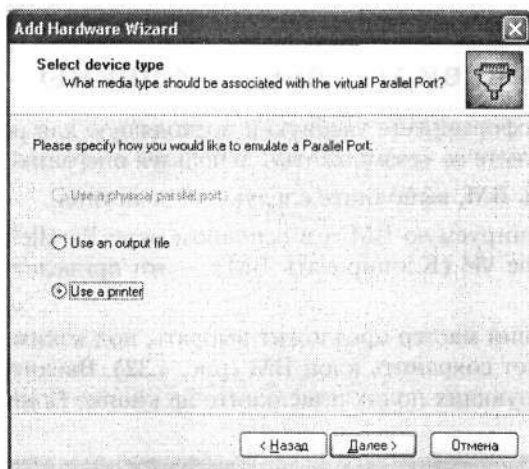 Add Hardware Wizard
Select device type
What media type should be associated with the virtual Parallel Port?
Please specify how you would like to emulate a Parallel Port:
Use a physical parallel port
Use an output file
Use a printer
< Назад
Далее >
Отмена